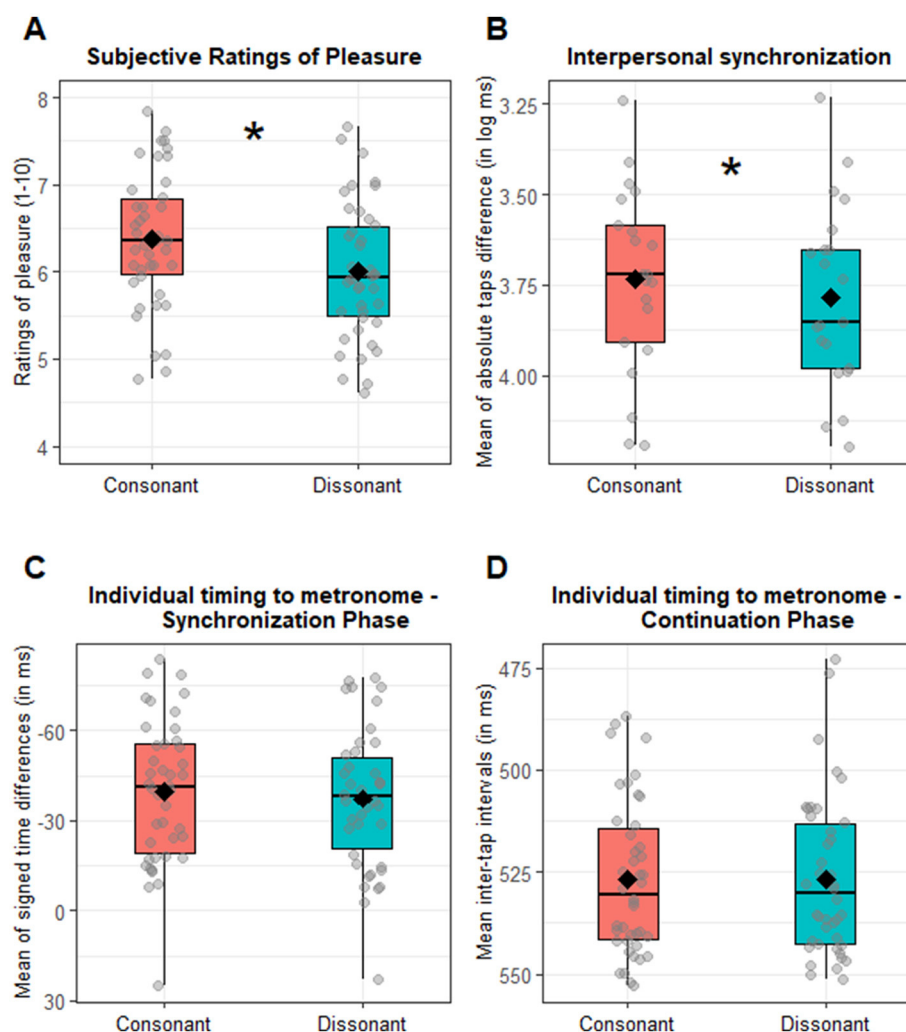 A
Subjective Ratings of Pleasure
Ratings of pleasure (1-10)
8
7
6
5
4
*
Consonant
Dissonant
B
Interpersonal synchronization
Mean of absolute taps difference (in log ms)
3.25
3.50
3.75
4.00
*
Consonant
Dissonant
C
Individual timing to metronome -
Synchronization Phase
Mean of signed time differences (in ms)
-60
-30
0
30
Consonant
Dissonant
D
Individual timing to metronome -
Continuation Phase
Mean inter-tap intervals (in ms)
475
500
525
550
Consonant
Dissonant